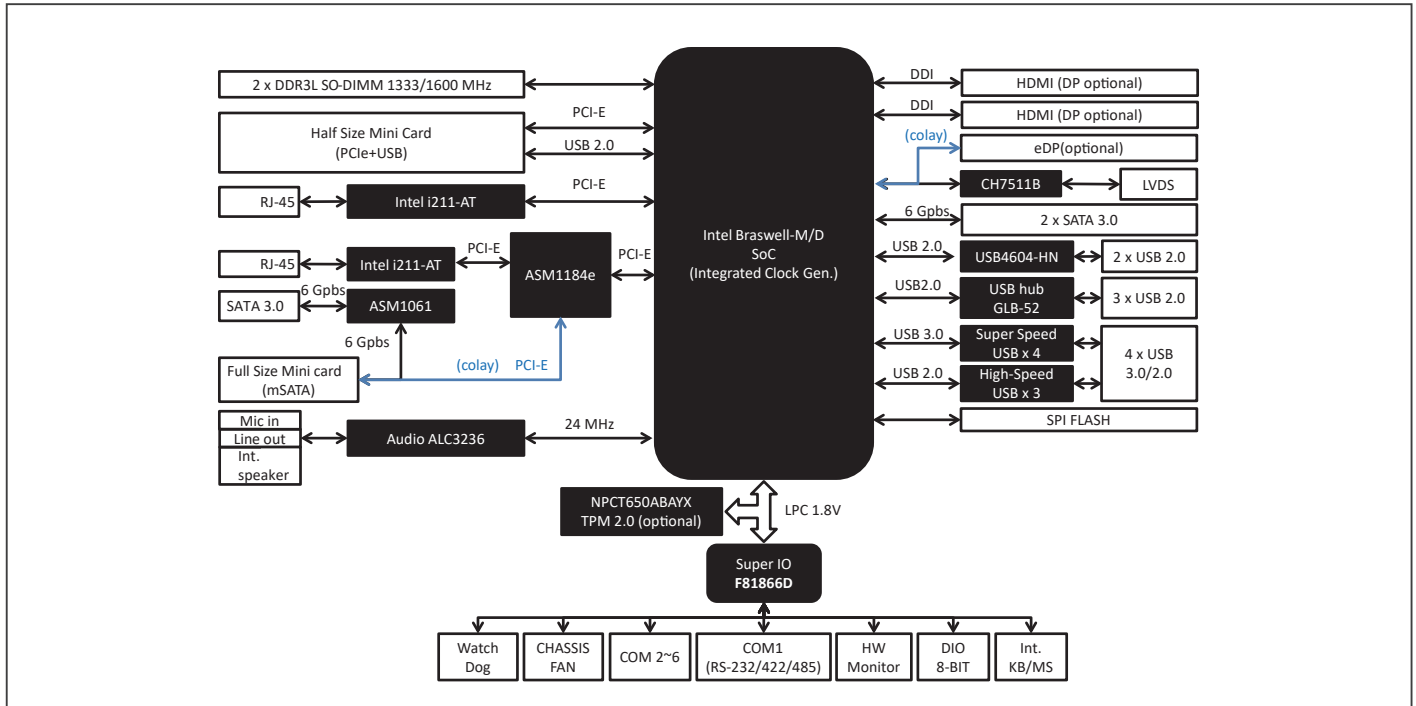 2 x DDR3L SO-DIMM 1333/1600 MHz
Half Size Mini Card
(PCIe+USB)
PCI-E
USB 2.0
RJ-45
Intel i211-AT
PCI-E
RJ-45
Intel i211-AT
PCI-E
ASM1184e
PCI-E
SATA 3.0
6 Gpbs
ASM1061
6 Gpbs
(colay)
PCI-E
Full Size Mini card
(mSATA)
Mic in
Line out
Int.
speaker
Audio ALC3236
24 MHz
Intel Braswell-M/D
SoC
(Integrated Clock Gen.)
DDI
HDMI (DP optional)
DDI
HDMI (DP optional)
(colay)
eDP(optional)
CH7511B
LVDS
6 Gpbs
2 x SATA 3.0
USB 2.0
USB4604-HN
2 x USB 2.0
USB2.0
USB hub
GLB-52
3 x USB 2.0
USB 3.0
Super Speed
USB x 4
USB 2.0
High-Speed
USB x 3
4 x USB
3.0/2.0
SPI FLASH
NPCT650ABAYX
TPM 2.0 (optional)
LPC 1.8V
Super IO
F81866D
Watch
Dog
CHASSIS
FAN
COM 2~6
COM1
(RS-232/422/485)
HW
Monitor
DIO
8-BIT
Int.
KB/MS